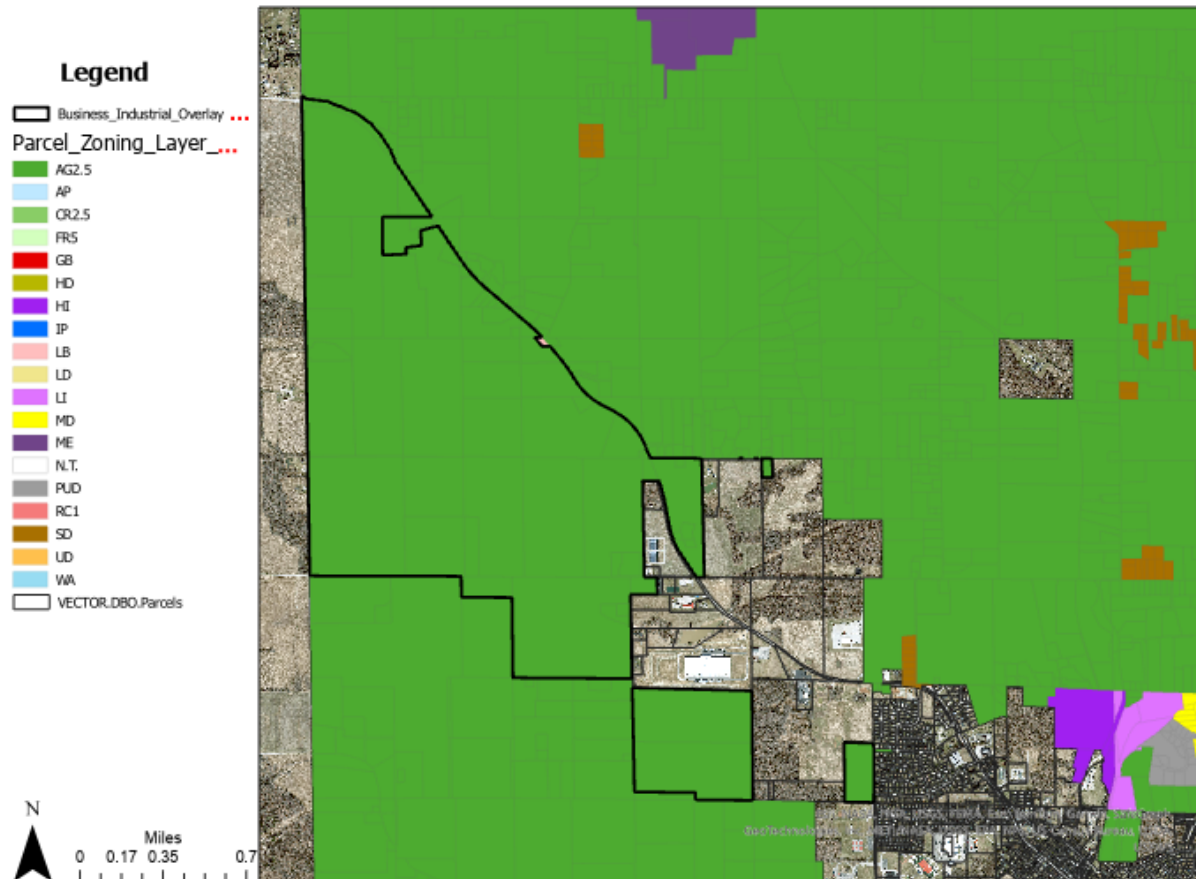 Legend
Business_Industrial_Overlay ...
Parcel_Zoning_Layer_...
AG2.5
AP
CR2.5
FR5
GB
HD
HI
IP
LB
LD
LI
MD
ME
N.T.
PUD
RC1
SD
UD
WA
VECTOR.DBO.Parcels
N
Miles
0 0.17 0.35 0.7